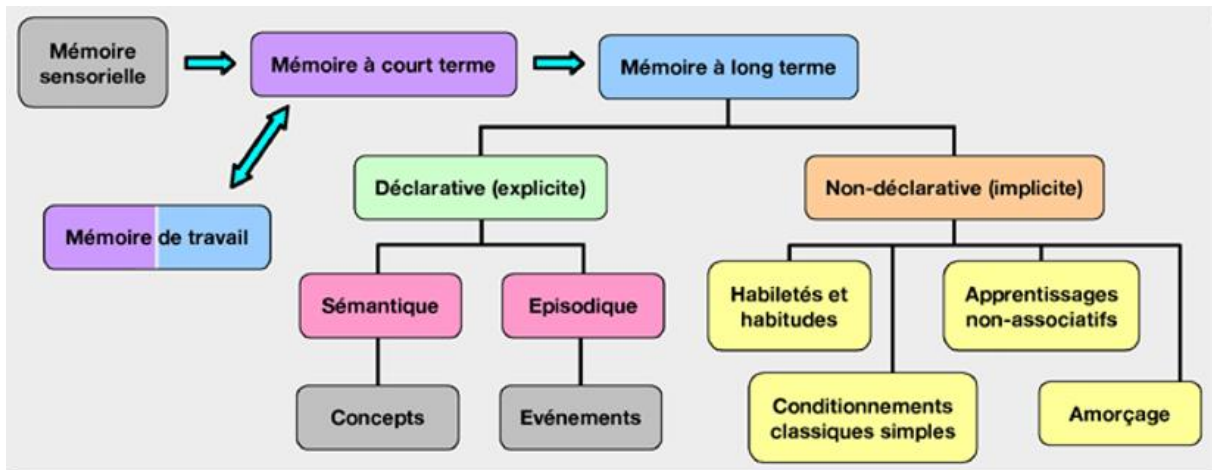 Mémoire
sensorielle
Mémoire à court terme
Mémoire à long terme
Déclarative (explicite)
Non-déclarative (implicite)
Mémoire de travail
Sémantique
Episodique
Habiletés et
habitudes
Apprentissages
non-associatifs
Concepts
Evénements
Conditionnements
classiques simples
Amorçage